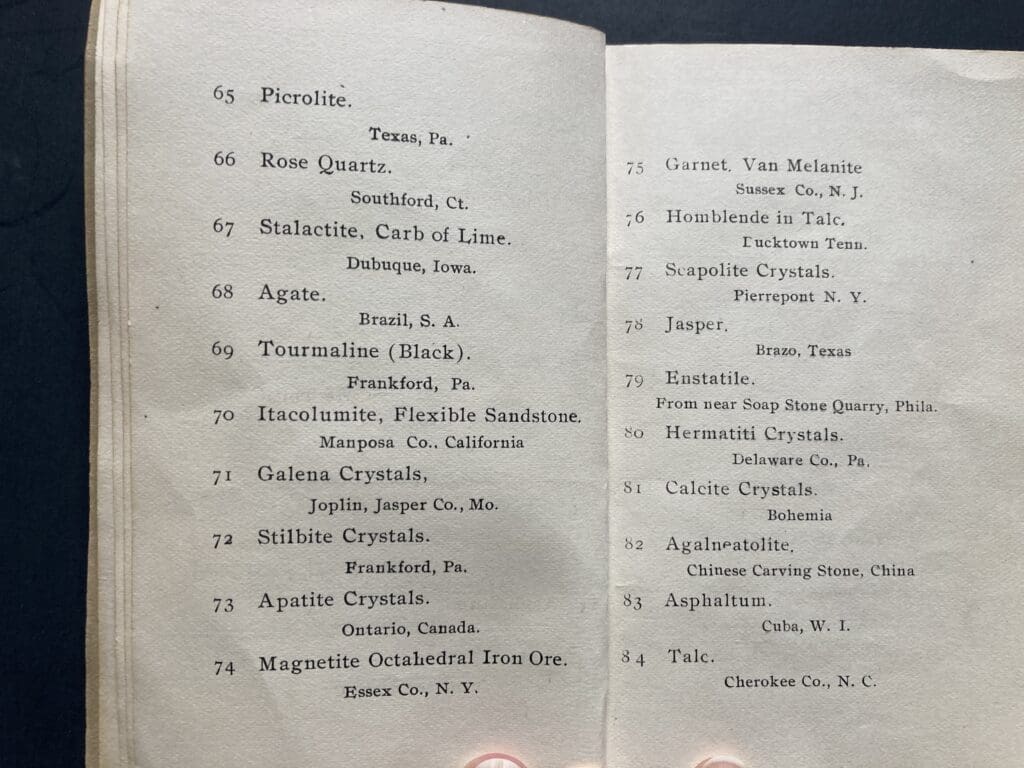 65 Picrolite.
Texas, Pa.
66 Rose Quartz.
Southford, Ct.
67 Stalactite, Carb of Lime.
Dubuque, Iowa.
68 Agate.
Brazil, S. A.
69 Tourmaline (Black).
Frankford, Pa.
70 Itacolumite, Flexible Sandstone.
Manposa Co., California
71 Galena Crystals,
Joplin, Jasper Co., Mo.
72 Stilbite Crystals.
Frankford, Pa.
73 Apatite Crystals.
Ontario, Canada.
74 Magnetite Octahedral Iron Ore.
Essex Co., N. Y.
75 Garnet. Van Melanite
Sussex Co., N. J.
76 Homblende in Talc.
Ducktown Tenn.
77 Scapolite Crystals.
Pierrepont N. Y.
78 Jasper.
Brazo, Texas
79 Enstatile.
From near Soap Stone Quarry, Phila.
80 Hermatiti Crystals.
Delaware Co., Pa.
81 Calcite Crystals.
Bohemia
82 Agalneatolite.
Chinese Carving Stone, China
83 Asphaltum.
Cuba, W. I.
84 Talc.
Cherokee Co., N. C.